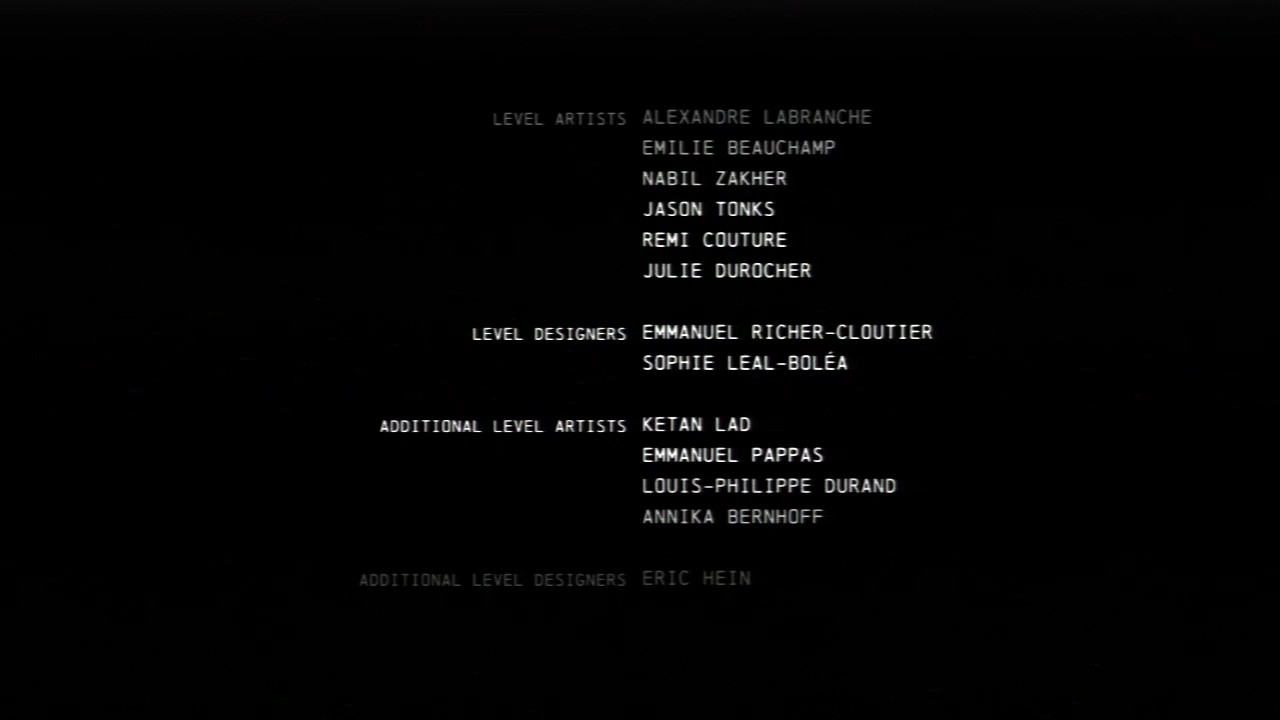 LEVEL ARTISTS ALEXANDRE LABRANCHE
EMILIE BEAUCHAMP
NABIL ZAKHER
JASON TONKS
REMI COUTURE
JULIE DUROCHER
LEVEL DESIGNERS EMMANUEL RICHER-CLOUTIER
SOPHIE LEAL-BOLÉA
ADDITIONAL LEVEL ARTISTS KETAN LAD
EMMANUEL PAPPAS
LOUIS-PHILIPPE DURAND
ANNIKA BERNHOFF
ADDITIONAL LEVEL DESIGNERS ERIC HEIN